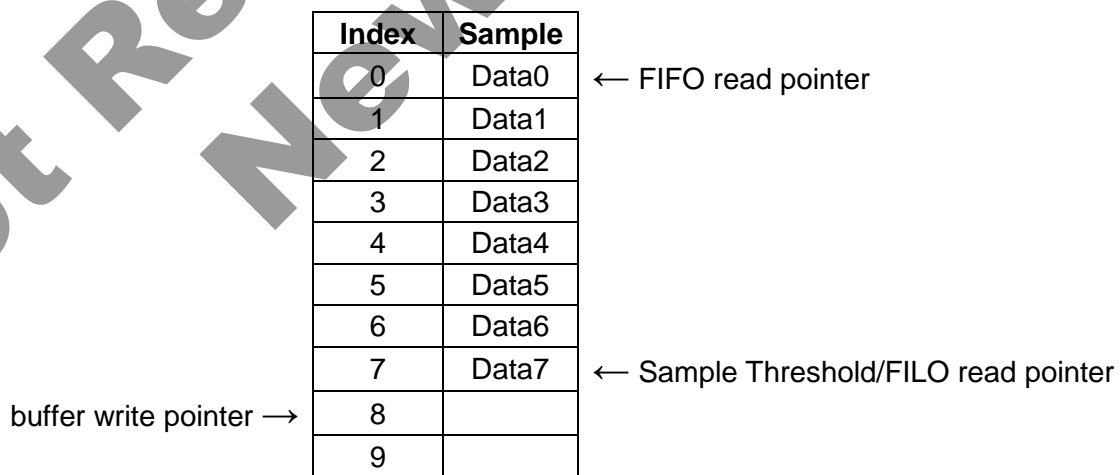 Index Sample
0 Data0 ← FIFO read pointer
1 Data1
2 Data2
3 Data3
4 Data4
5 Data5
6 Data6
7 Data7 ← Sample Threshold/FILO read pointer
buffer write pointer → 8
9